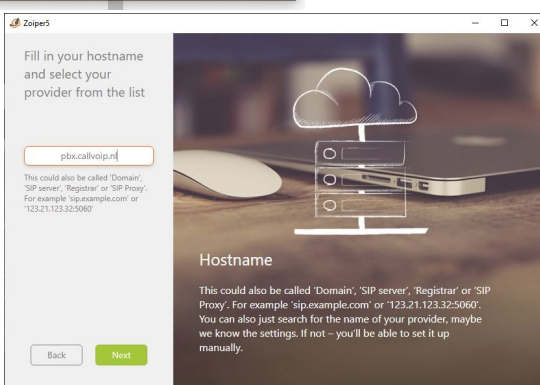 Zoiper5
Fill in your hostname
and select your
provider from the list
pbx.callvoip.nl
This could also be called 'Domain',
'SIP server', 'Registrar' or 'SIP Proxy'.
For example 'sip.example.com' or
'123.21.123.32:5060'
Back
Next
Hostname
This could also be called 'Domain', 'SIP server', 'Registrar' or 'SIP
Proxy'. For example 'sip.example.com' or '123.21.123.32:5060'.
You can also just search for the name of your provider, maybe
we know the settings. If not – you'll be able to set it up
manually.